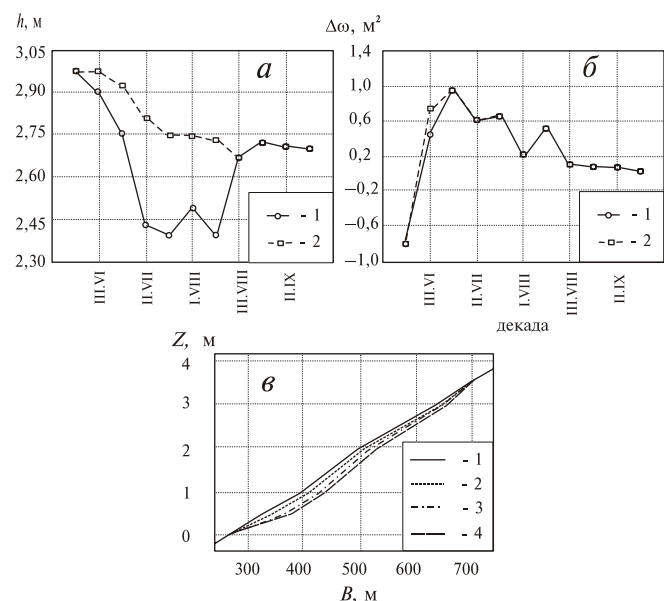 h, м
Δω, м²
3,05
2,90
2,75
2,60
2,45
2,30
а
- 1
- 2
III.VI
II.VII
I.VIII
III.VIII
II.IX
1,4
1,0
0,6
0,2
−0,2
−0,6
−1,0
б
- 1
- 2
III.VI
II.VII
I.VIII
III.VIII
II.IX
декада
Z, м
4
3
2
1
0
в
- 1
- 2
- 3
- 4
300 400 500 600 700
B, м